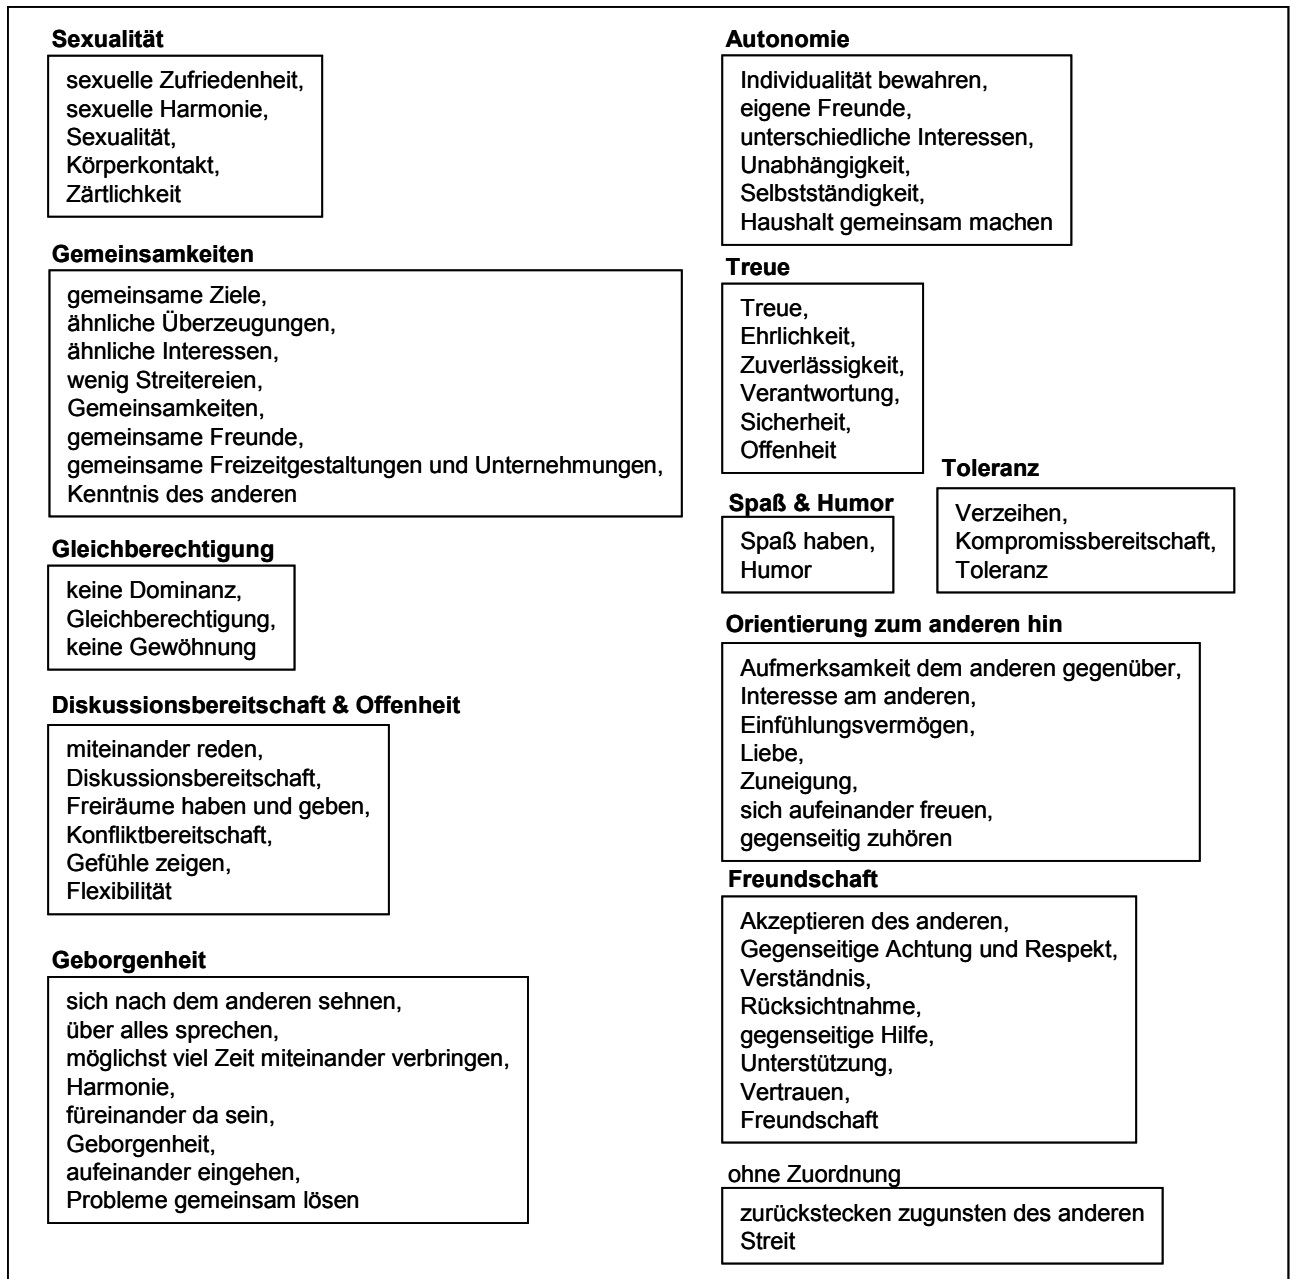 Sexualität
sexuelle Zufriedenheit,
sexuelle Harmonie,
Sexualität,
Körperkontakt,
Zärtlichkeit
Gemeinsamkeiten
gemeinsame Ziele,
ähnliche Überzeugungen,
ähnliche Interessen,
wenig Streitereien,
Gemeinsamkeiten,
gemeinsame Freunde,
gemeinsame Freizeitgestaltungen und Unternehmungen,
Kenntnis des anderen
Gleichberechtigung
keine Dominanz,
Gleichberechtigung,
keine Gewöhnung
Diskussionsbereitschaft & Offenheit
miteinander reden,
Diskussionsbereitschaft,
Freiräume haben und geben,
Konfliktbereitschaft,
Gefühle zeigen,
Flexibilität
Geborgenheit
sich nach dem anderen sehnen,
über alles sprechen,
möglichst viel Zeit miteinander verbringen,
Harmonie,
füreinander da sein,
Geborgenheit,
aufeinander eingehen,
Probleme gemeinsam lösen
Autonomie
Individualität bewahren,
eigene Freunde,
unterschiedliche Interessen,
Unabhängigkeit,
Selbstständigkeit,
Haushalt gemeinsam machen
Treue
Treue,
Ehrlichkeit,
Zuverlässigkeit,
Verantwortung,
Sicherheit,
Offenheit
Toleranz
Verzeihen,
Kompromissbereitschaft,
Toleranz
Spaß & Humor
Spaß haben,
Humor
Orientierung zum anderen hin
Aufmerksamkeit dem anderen gegenüber,
Interesse am anderen,
Einfühlungsvermögen,
Liebe,
Zuneigung,
sich aufeinander freuen,
gegenseitig zuhören
Freundschaft
Akzeptieren des anderen,
Gegenseitige Achtung und Respekt,
Verständnis,
Rücksichtnahme,
gegenseitige Hilfe,
Unterstützung,
Vertrauen,
Freundschaft
ohne Zuordnung
zurückstecken zugunsten des anderen
Streit